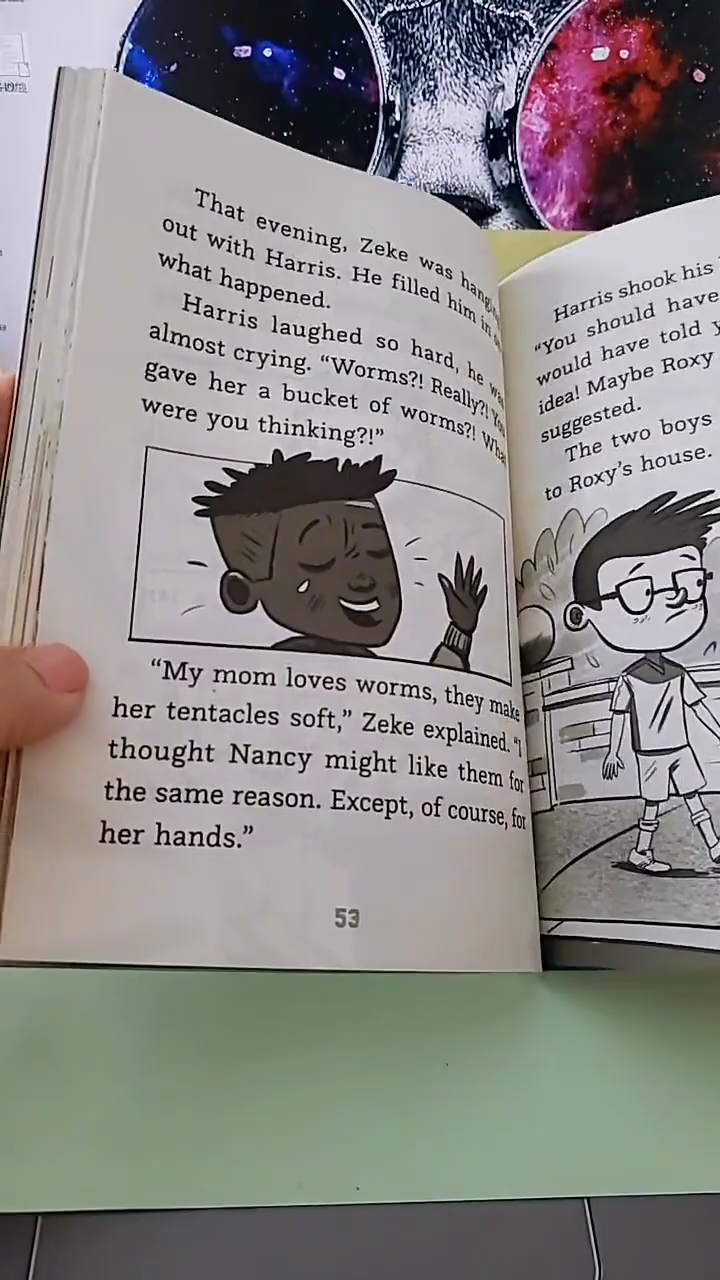 That evening, Zeke was
out with Harris. He filled him in
what happened.
Harris laughed so hard, he
almost crying. “Worms?! Really?!
gave her a bucket of worms?!
were you thinking?!”
“My mom loves worms, they make
her tentacles soft,” Zeke explained.
thought Nancy might like them for
the same reason. Except, of course, for
her hands.”
53
Harris shook his
“You should have
would have told
idea! Maybe Roxy
suggested.
The two boys
to Roxy’s house.